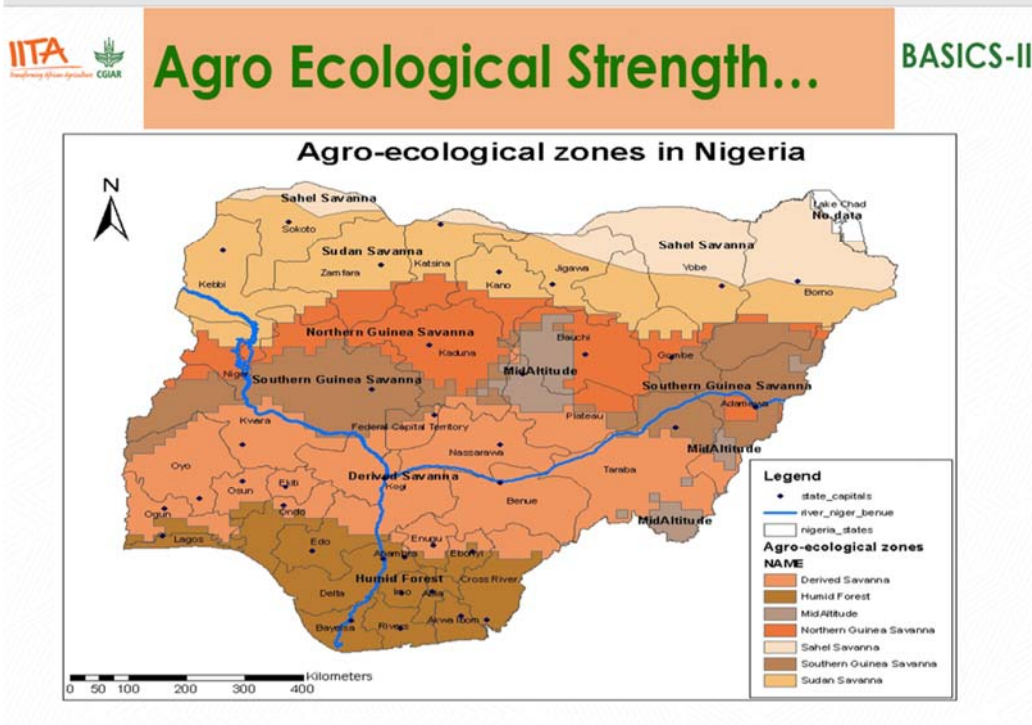 IITA
Transforming African Agriculture
CGIAR
Agro Ecological Strength...
BASICS-II
Agro-ecological zones in Nigeria
N
Lake Chad
No data
Sahel Savanna
Sokoto
Sudan Savanna
Sahel Savanna
Katsina
Zamfara
Jigawa
Yobe
Kebbi
Kano
Borno
Northern Guinea Savanna
Bauchi
Kaduna
Gombe
Niger
MidAltitude
Southern Guinea Savanna
Southern Guinea Savanna
Adamawa
Plateau
Kwara
Federal Capital Territory
MidAltitude
Nassarawa
Oyo
Taraba
Derived Savanna
Kogi
Ekiti
Osun
Benue
Ogun
Ondo
MidAltitude
Lagos
Edo
Enugu
Anambra
Ebonyi
Humid Forest
Cross River
Delta
Imo
Abia
Bayelsa
Rivers
Akwa Ibom
Legend
state_capitals
river_niger_benue
nigeria_states
Agro-ecological zones
NAME
Derived Savanna
Humid Forest
MidAltitude
Northern Guinea Savanna
Sahel Savanna
Southern Guinea Savanna
Sudan Savanna
Kilometers
0 50 100 200 300 400